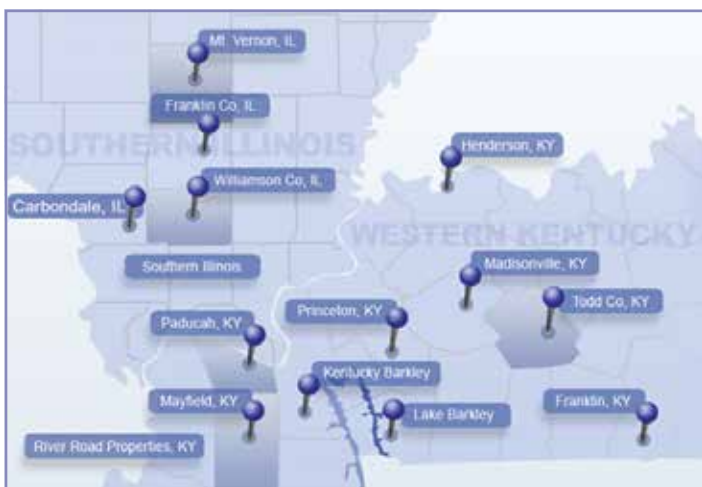 Mt. Vernon, IL
Franklin Co, IL
SOUTHERN ILLINOIS
Henderson, KY
Williamson Co, IL
Carbondale, IL
WESTERN KENTUCKY
Southern Illinois
Madisonville, KY
Todd Co, KY
Princeton, KY
Paducah, KY
Kentucky Barkley
Mayfield, KY
Lake Barkley
Franklin, KY
River Road Properties, KY